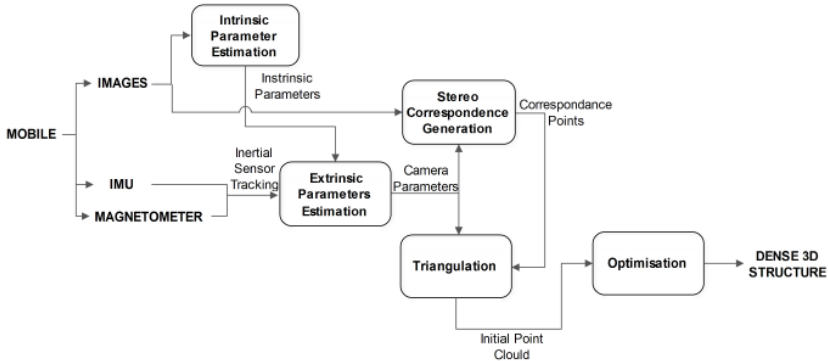 Intrinsic
Parameter
Estimation
IMAGES
Instrinsic
Parameters
Stereo
Correspondence
Generation
Correspondance
Points
MOBILE
Inertial
Sensor
Tracking
IMU
MAGNETOMETER
Extrinsic
Parameters
Estimation
Camera
Parameters
Triangulation
Optimisation
DENSE 3D
STRUCTURE
Initial Point
Clould